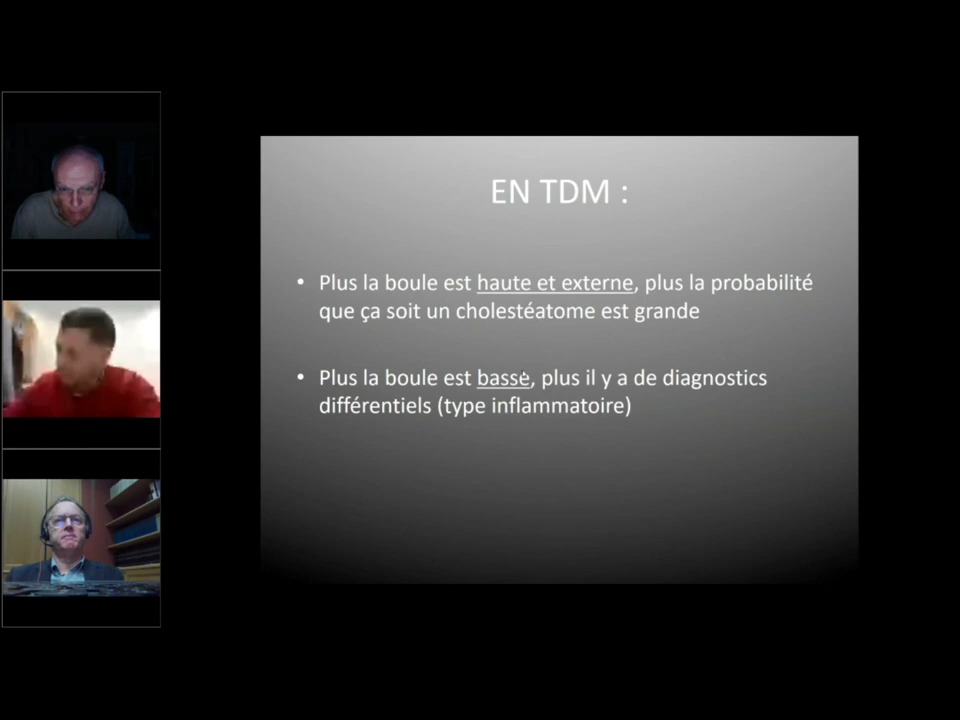 EN TDM :
• Plus la boule est haute et externe, plus la probabilité
que ça soit un cholestéatome est grande
• Plus la boule est basse, plus il y a de diagnostics
différentiels (type inflammatoire)